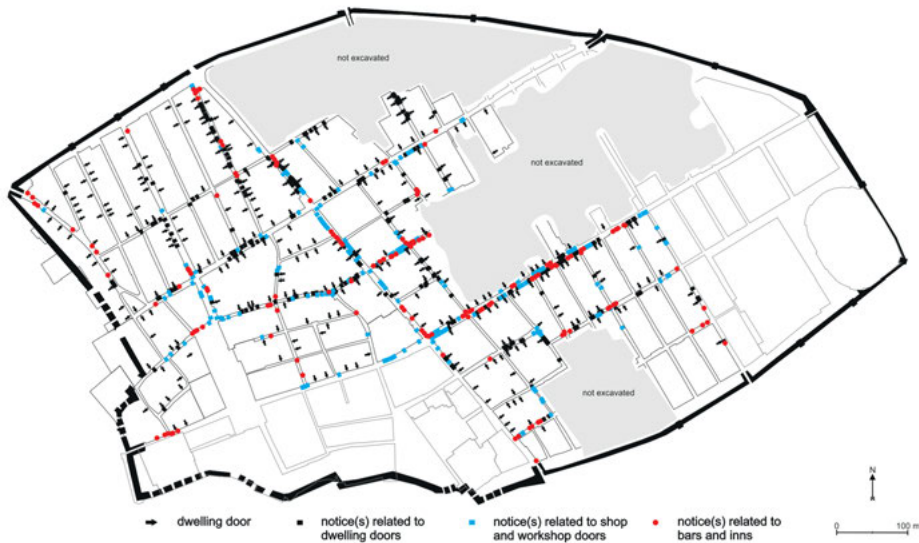 not excavated
not excavated
not excavated
N
dwelling door
notice(s) related to
dwelling doors
notice(s) related to shop
and workshop doors
notice(s) related to
bars and inns
0 100 m